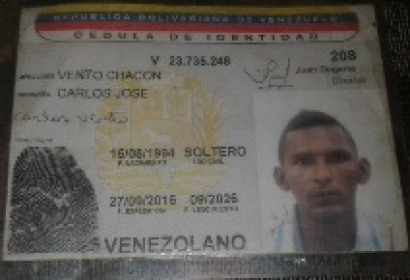 REPUBLICA BOLIVARIANA DE VENEZUELA
CEDULA DE IDENTIDAD
V 23.735.248
208
APELLIDOS VENTO CHACON
Juan Dugarte
Director
NOMBRES CARLOS JOSE
Carlos Vento
15/08/1994 SOLTERO
F. NACIMIENTO EDO. CIVIL
27/09/2016 09/2026
F. EXPEDICION F. VENCIMIENTO
VENEZOLANO